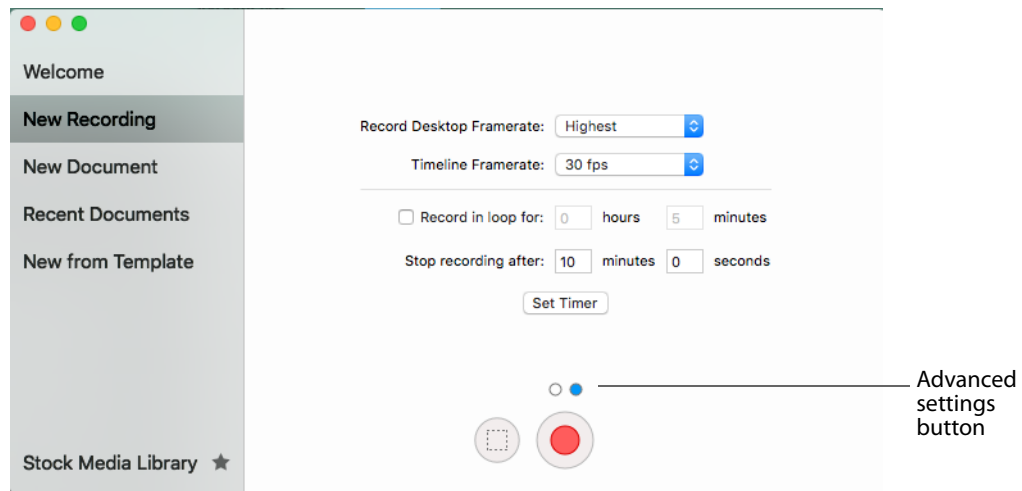 Welcome
New Recording
New Document
Recent Documents
New from Template
Stock Media Library
Record Desktop Framerate: Highest
Timeline Framerate: 30 fps
Record in loop for: 0 hours 5 minutes
Stop recording after: 10 minutes 0 seconds
Set Timer
Advanced
settings
button